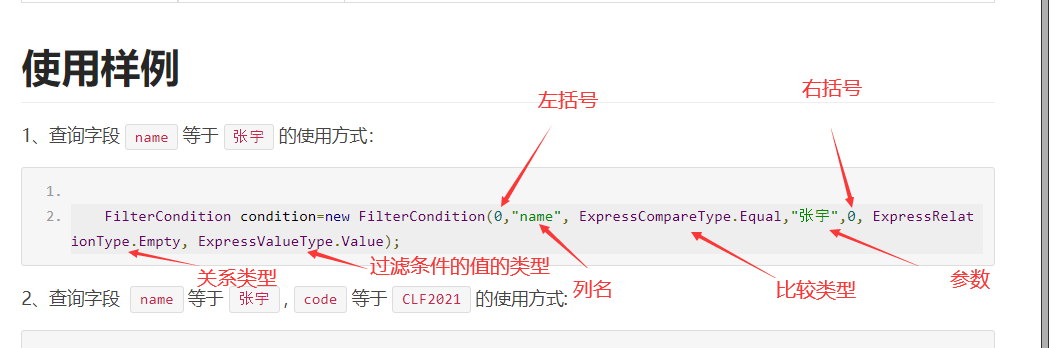 使用样例
左括号
右括号
1、查询字段 name 等于 张宇 的使用方式：
1.
2. FilterCondition condition=new FilterCondition(0,"name", ExpressCompareType.Equal,"张宇",0, ExpressRelat
ionType.Empty, ExpressValueType.Value);
关系类型
过滤条件的值的类型
列名
比较类型
参数
2、查询字段 name 等于 张宇 , code 等于 CLF2021 的使用方式: